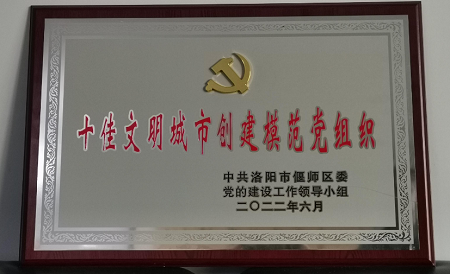 十佳文明城市创建模范党组织
中共洛阳市偃师区委
党的建设工作领导小组
二〇二二年六月